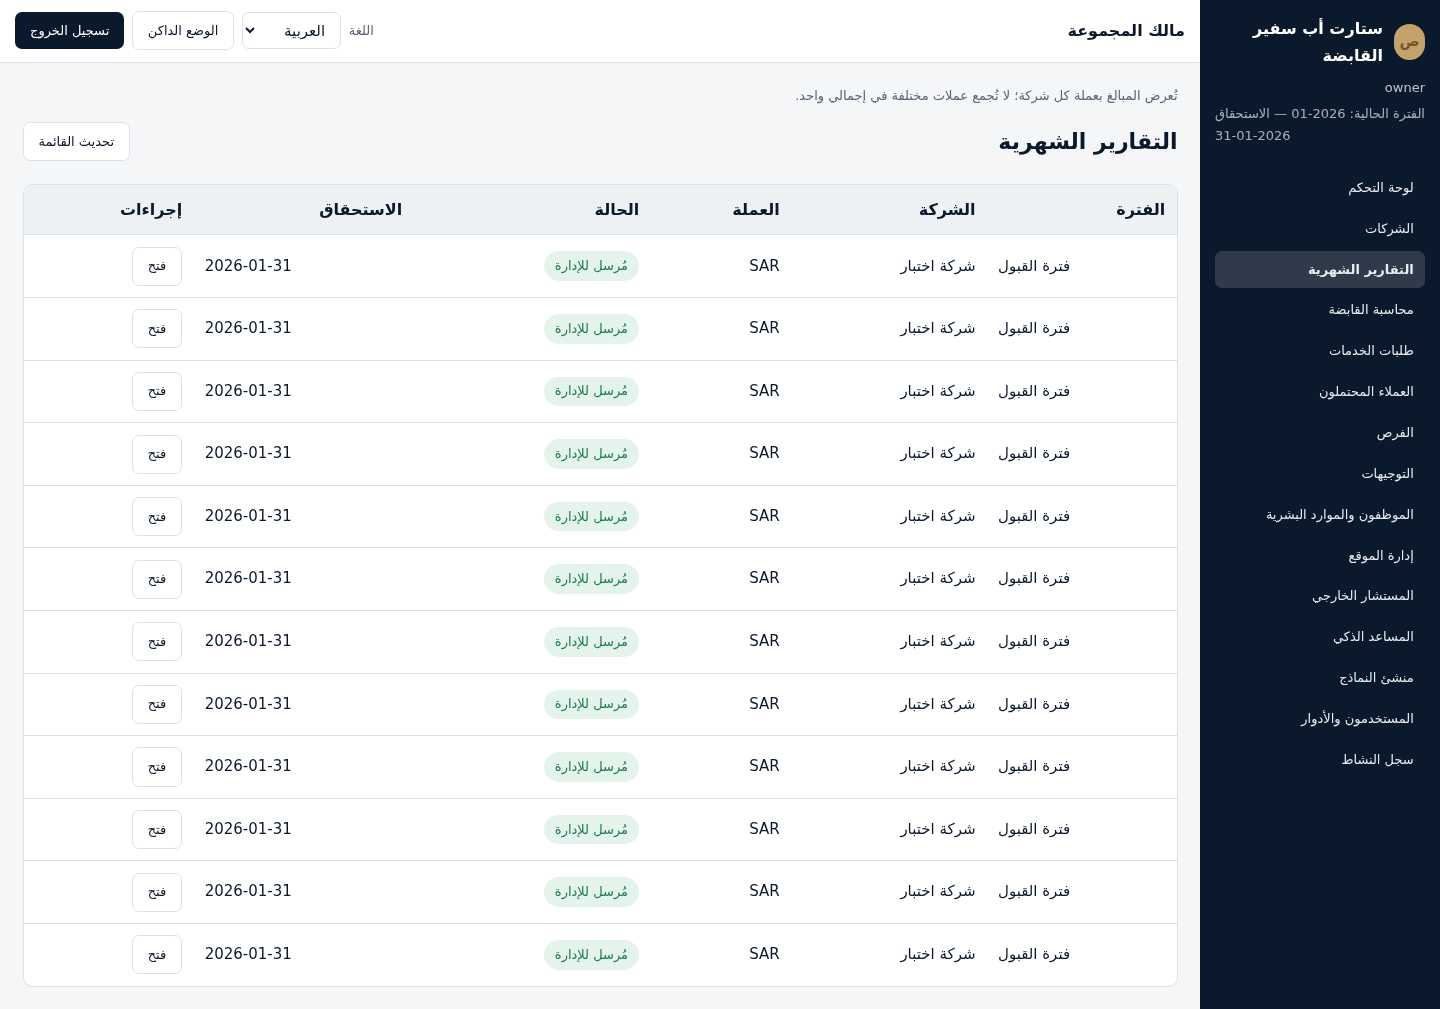 ص
ستارت أب سفير
القابضة
owner
الفترة الحالية: 2026-01 — الاستحقاق
2026-01-31
لوحة التحكم
الشركات
التقارير الشهرية
محاسبة القابضة
طلبات الخدمات
العملاء المحتملون
الفرص
التوجيهات
الموظفون والموارد البشرية
إدارة الموقع
المستشار الخارجي
المساعد الذكي
منشئ النماذج
المستخدمون والأدوار
سجل النشاط
مالك المجموعة اللغة العربية الوضع الداكن تسجيل الخروج
تُعرض المبالغ بعملة كل شركة؛ لا تُجمع عملات مختلفة في إجمالي واحد.
التقارير الشهرية تحديث القائمة
الفترة الشركة العملة الحالة الاستحقاق إجراءات
فترة القبول شركة اختبار SAR مُرسل للإدارة 2026-01-31 فتح
فترة القبول شركة اختبار SAR مُرسل للإدارة 2026-01-31 فتح
فترة القبول شركة اختبار SAR مُرسل للإدارة 2026-01-31 فتح
فترة القبول شركة اختبار SAR مُرسل للإدارة 2026-01-31 فتح
فترة القبول شركة اختبار SAR مُرسل للإدارة 2026-01-31 فتح
فترة القبول شركة اختبار SAR مُرسل للإدارة 2026-01-31 فتح
فترة القبول شركة اختبار SAR مُرسل للإدارة 2026-01-31 فتح
فترة القبول شركة اختبار SAR مُرسل للإدارة 2026-01-31 فتح
فترة القبول شركة اختبار SAR مُرسل للإدارة 2026-01-31 فتح
فترة القبول شركة اختبار SAR مُرسل للإدارة 2026-01-31 فتح
فترة القبول شركة اختبار SAR مُرسل للإدارة 2026-01-31 فتح
فترة القبول شركة اختبار SAR مُرسل للإدارة 2026-01-31 فتح